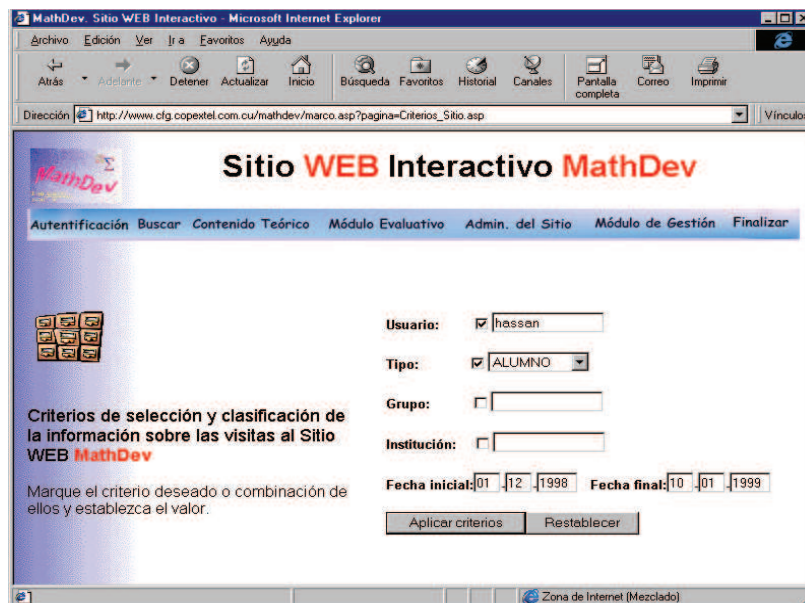 MathDev. Sitio WEB Interactivo - Microsoft Internet Explorer
Archivo Edición Ver Ir a Favoritos Ayuda
Atrás Adelante Detener Actualizar Inicio Búsqueda Favoritos Historial Canales Pantalla completa Correo Imprimir
Dirección http://www.cfg.copextel.com.cu/mathdev/marco.asp?pagina=Criterios_Sitio.asp Vínculos
MathDev
Sitio WEB Interactivo MathDev
Autentificación Buscar Contenido Teórico Módulo Evaluativo Admin. del Sitio Módulo de Gestión Finalizar
Usuario: hassan
Tipo: ALUMNO
Grupo:
Institución:
Fecha inicial: 01 .12 .1998 Fecha final: 10 .01 .1999
Aplicar criterios Restablecer
Criterios de selección y clasificación de
la información sobre las visitas al Sitio
WEB MathDev
Marque el criterio deseado o combinación de
ellos y establezca el valor.
Zona de Internet (Mezclado)